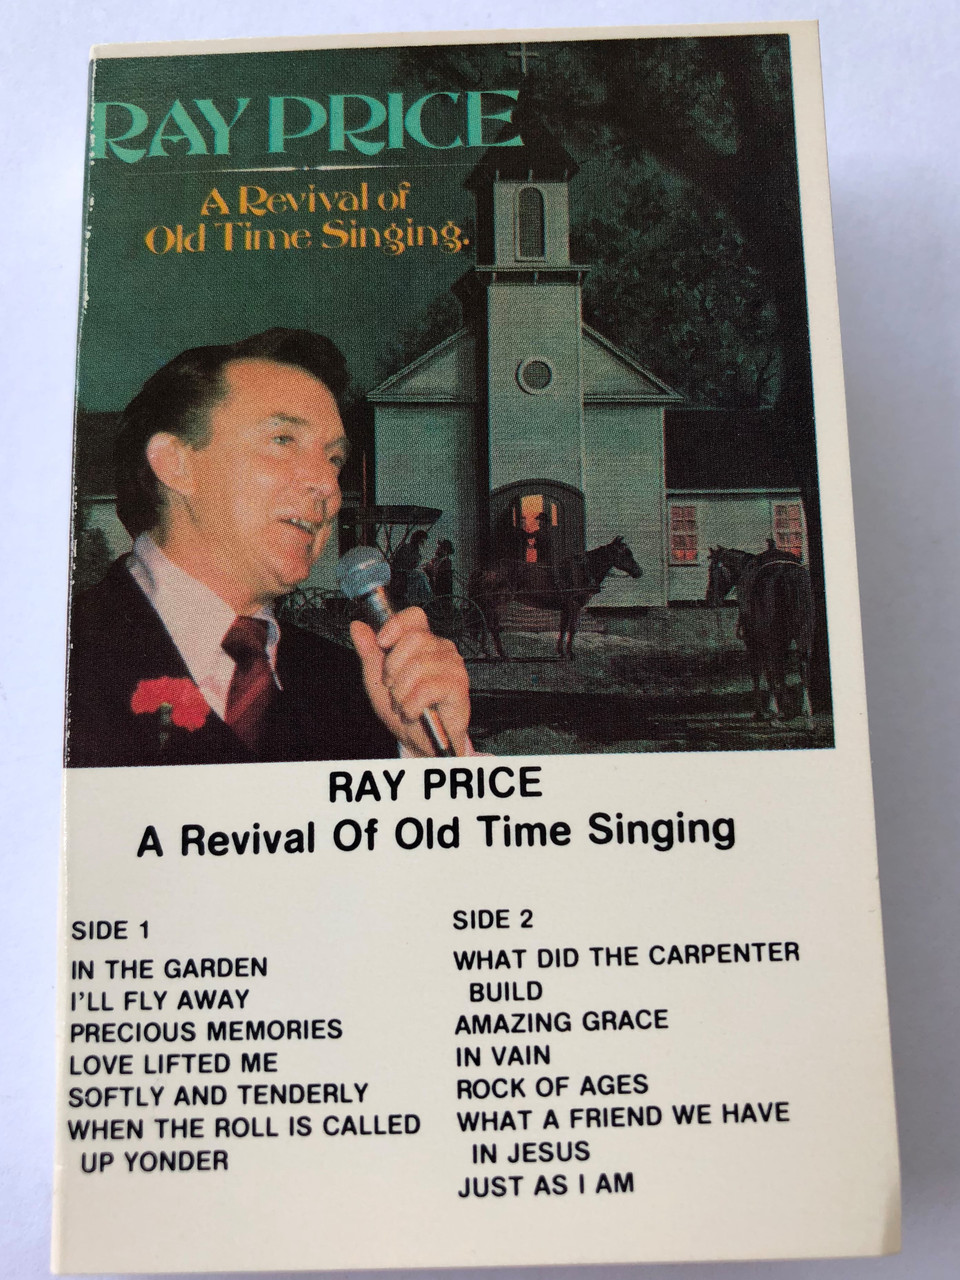 RAY PRICE
A Revival of
Old Time Singing.
RAY PRICE
A Revival Of Old Time Singing
SIDE 1
IN THE GARDEN
I'LL FLY AWAY
PRECIOUS MEMORIES
LOVE LIFTED ME
SOFTLY AND TENDERLY
WHEN THE ROLL IS CALLED
UP YONDER
SIDE 2
WHAT DID THE CARPENTER
BUILD
AMAZING GRACE
IN VAIN
ROCK OF AGES
WHAT A FRIEND WE HAVE
IN JESUS
JUST AS I AM